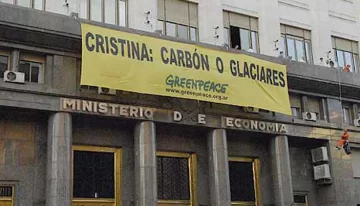 CRISTINA: CARBÓN O GLACIARES
GREENPEACE
www.greenpeace.org.ar
MINISTERIO DE ECONOMIA